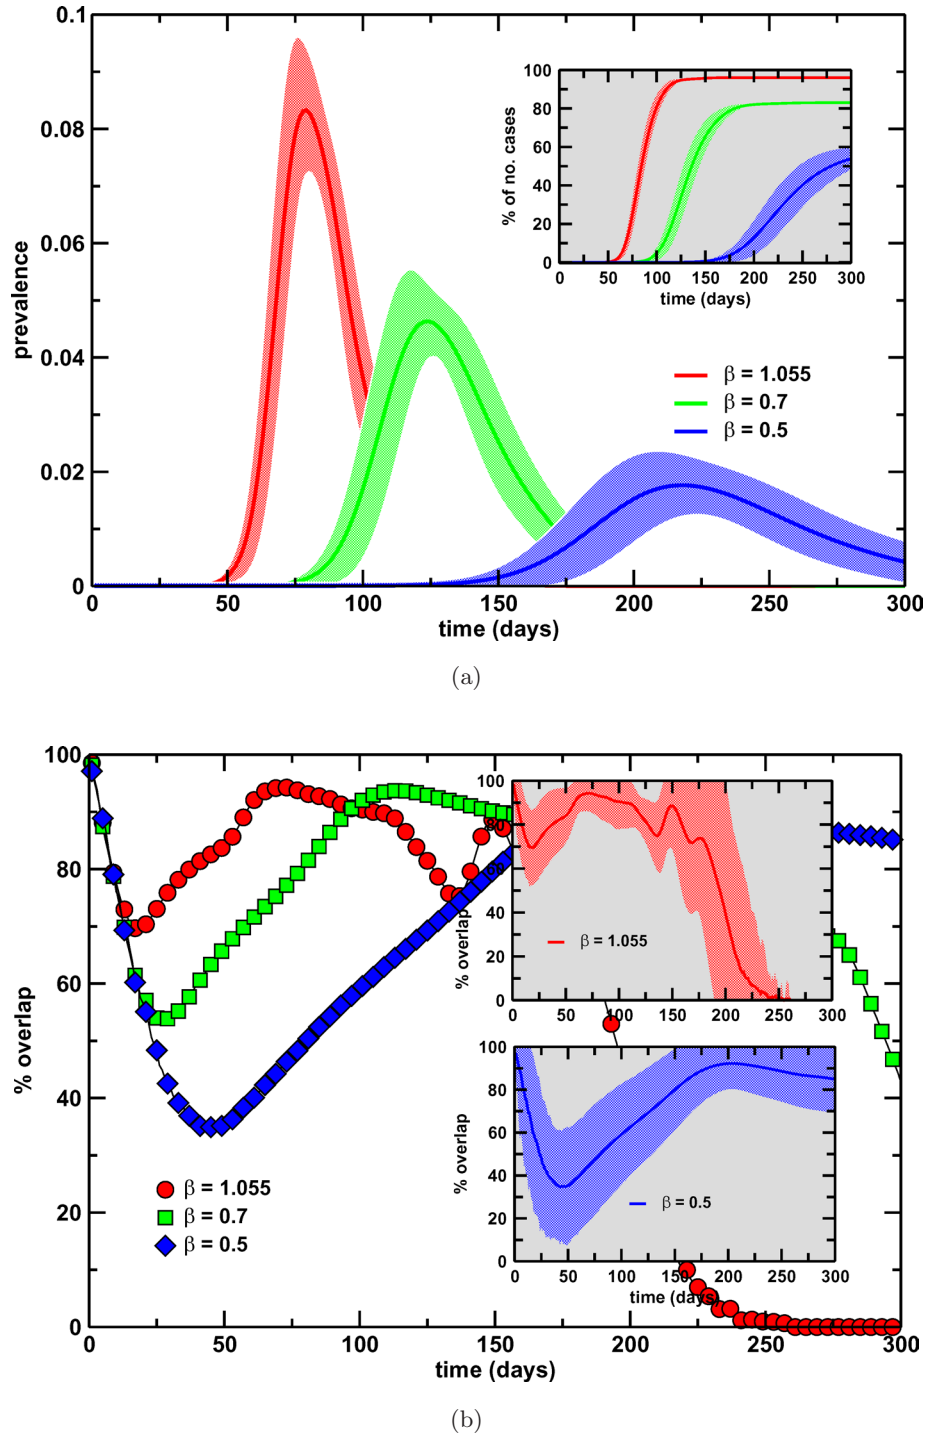 0.1
0.08
0.06
0.04
0.02
0
prevalence
0 50 100 150 200 250 300
time (days)
100
80
60
40
20
0
% of no. cases
0 50 100 150 200 250 300
time (days)
β = 1.055
β = 0.7
β = 0.5
(a)
100
80
60
40
20
0
% overlap
0 50 100 150 200 250 300
time (days)
β = 1.055
β = 0.7
β = 0.5
100
80
60
40
20
0
% overlap
β = 1.055
0 50 100 150 200 250 300
100
80
60
40
20
0
% overlap
β = 0.5
0 50 100 150 200 250 300
time (days)
(b)